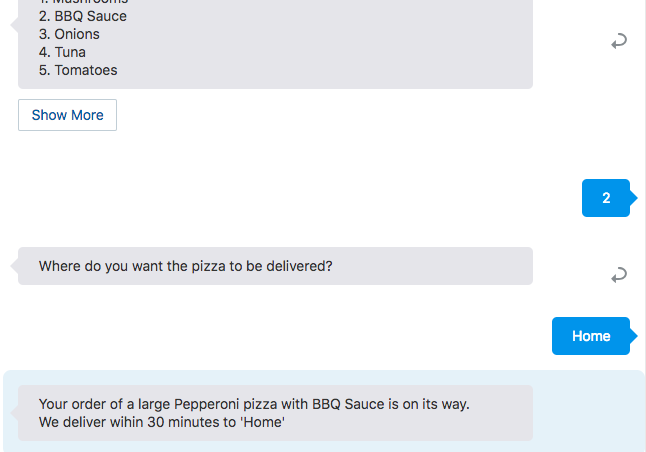 1. Mushrooms
2. BBQ Sauce
3. Onions
4. Tuna
5. Tomatoes
Show More
2
Where do you want the pizza to be delivered?
Home
Your order of a large Pepperoni pizza with BBQ Sauce is on its way.
We deliver wihin 30 minutes to 'Home'